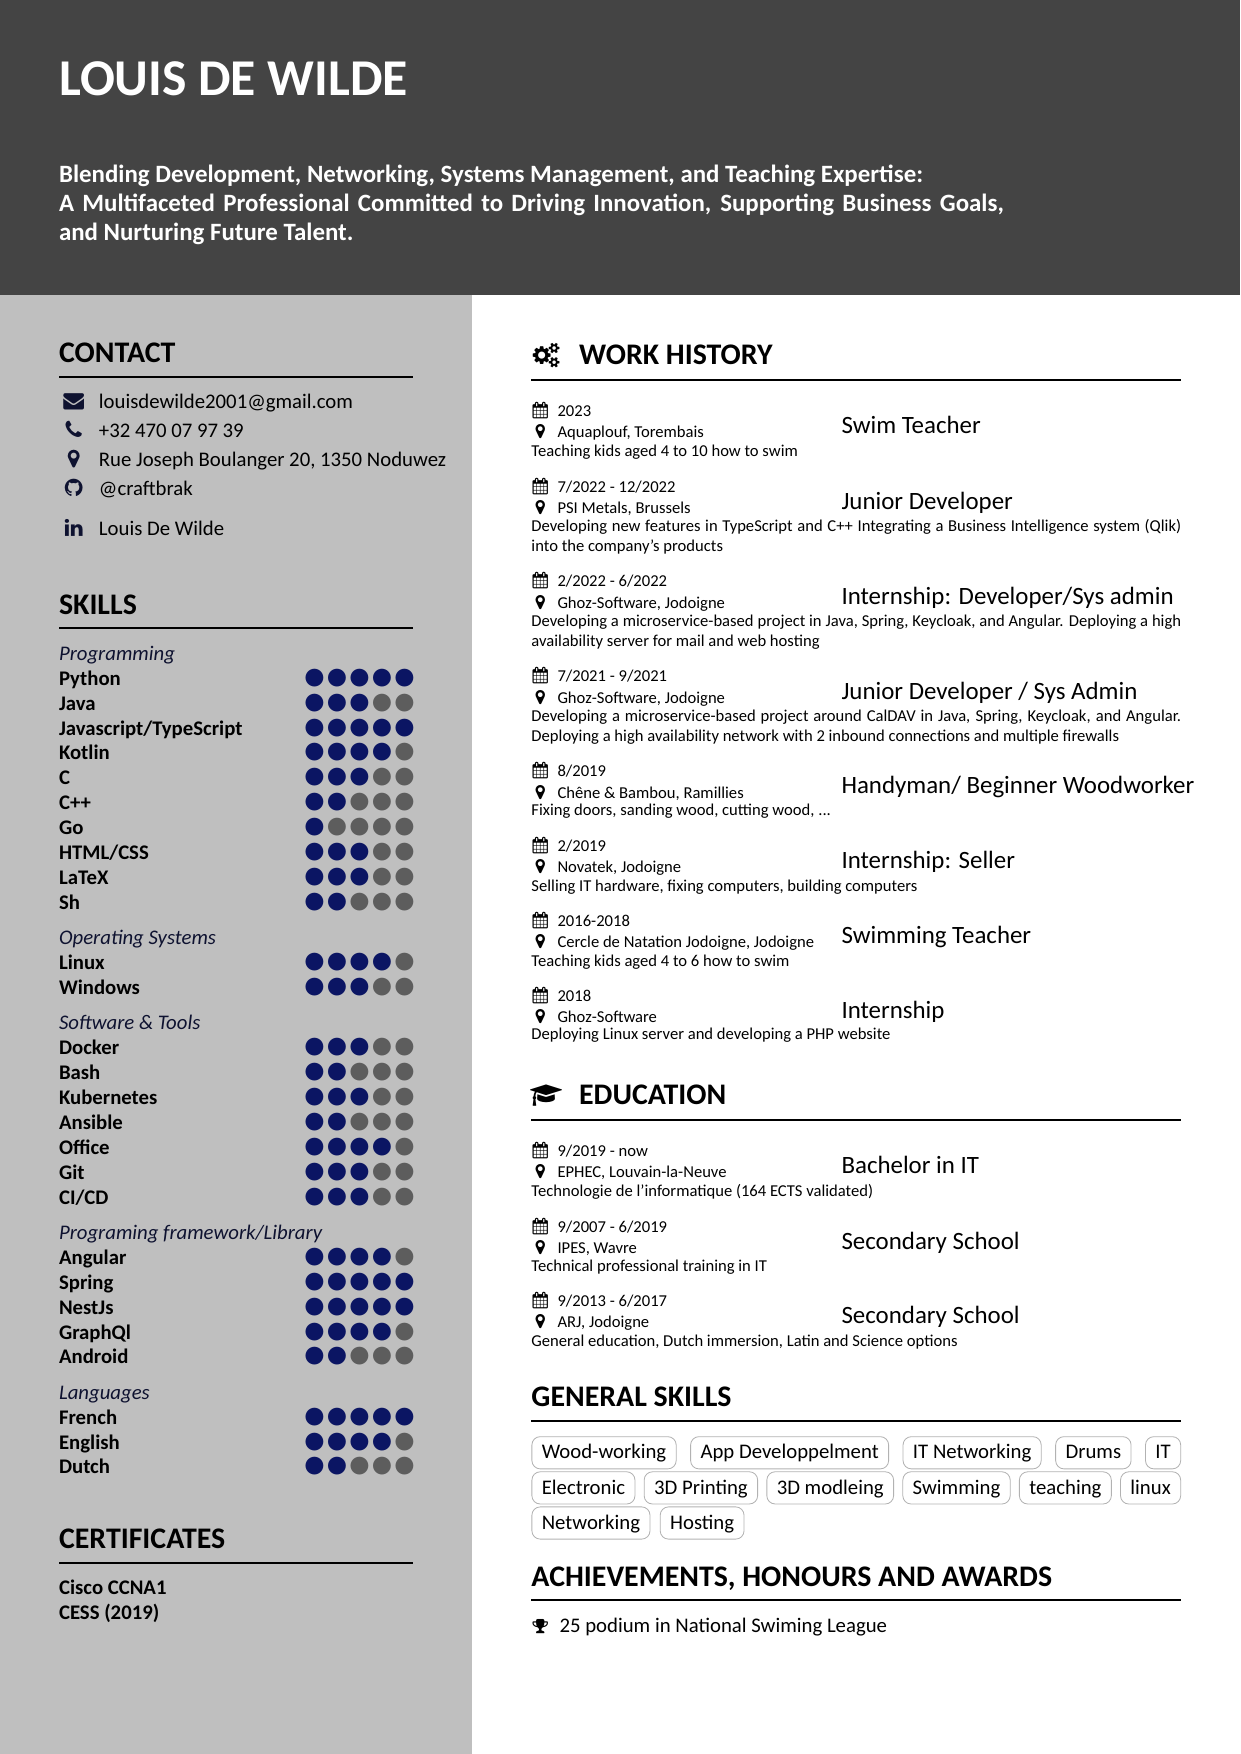 LOUIS DE WILDE
Blending Development, Networking, Systems Management, and Teaching Expertise:
A Multifaceted Professional Committed to Driving Innovation, Supporting Business Goals,
and Nurturing Future Talent.
CONTACT
louisdewilde2001@gmail.com
+32 470 07 97 39
Rue Joseph Boulanger 20, 1350 Noduwez
@craftbrak
Louis De Wilde
SKILLS
Programming
Python
Java
Javascript/TypeScript
Kotlin
C
C++
Go
HTML/CSS
LaTeX
Sh
Operating Systems
Linux
Windows
Software & Tools
Docker
Bash
Kubernetes
Ansible
Office
Git
CI/CD
Programing framework/Library
Angular
Spring
NestJs
GraphQl
Android
Languages
French
English
Dutch
CERTIFICATES
Cisco CCNA1
CESS (2019)
WORK HISTORY
2023
Swim Teacher
Aquaplouf, Torembais
Teaching kids aged 4 to 10 how to swim
7/2022 - 12/2022
Junior Developer
PSI Metals, Brussels
Developing new features in TypeScript and C++ Integrating a Business Intelligence system (Qlik)
into the company’s products
2/2022 - 6/2022
Internship: Developer/Sys admin
Ghoz-Software, Jodoigne
Developing a microservice-based project in Java, Spring, Keycloak, and Angular. Deploying a high
availability server for mail and web hosting
7/2021 - 9/2021
Junior Developer / Sys Admin
Ghoz-Software, Jodoigne
Developing a microservice-based project around CalDAV in Java, Spring, Keycloak, and Angular.
Deploying a high availability network with 2 inbound connections and multiple firewalls
8/2019
Handyman/ Beginner Woodworker
Chêne & Bambou, Ramillies
Fixing doors, sanding wood, cutting wood, ...
2/2019
Internship: Seller
Novatek, Jodoigne
Selling IT hardware, fixing computers, building computers
2016-2018
Swimming Teacher
Cercle de Natation Jodoigne, Jodoigne
Teaching kids aged 4 to 6 how to swim
2018
Internship
Ghoz-Software
Deploying Linux server and developing a PHP website
EDUCATION
9/2019 - now
Bachelor in IT
EPHEC, Louvain-la-Neuve
Technologie de l’informatique (164 ECTS validated)
9/2007 - 6/2019
Secondary School
IPES, Wavre
Technical professional training in IT
9/2013 - 6/2017
Secondary School
ARJ, Jodoigne
General education, Dutch immersion, Latin and Science options
GENERAL SKILLS
Wood-working App Developpelment IT Networking Drums IT
Electronic 3D Printing 3D modleing Swimming teaching linux
Networking Hosting
ACHIEVEMENTS, HONOURS AND AWARDS
25 podium in National Swiming League